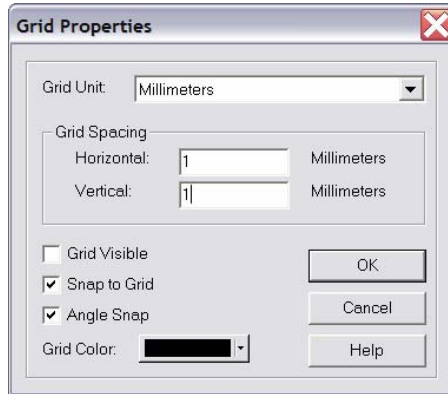 Grid Properties
Grid Unit: Millimeters
Grid Spacing
Horizontal: 1 Millimeters
Vertical: 1 Millimeters
Grid Visible
OK
Snap to Grid
Angle Snap
Cancel
Grid Color:
Help